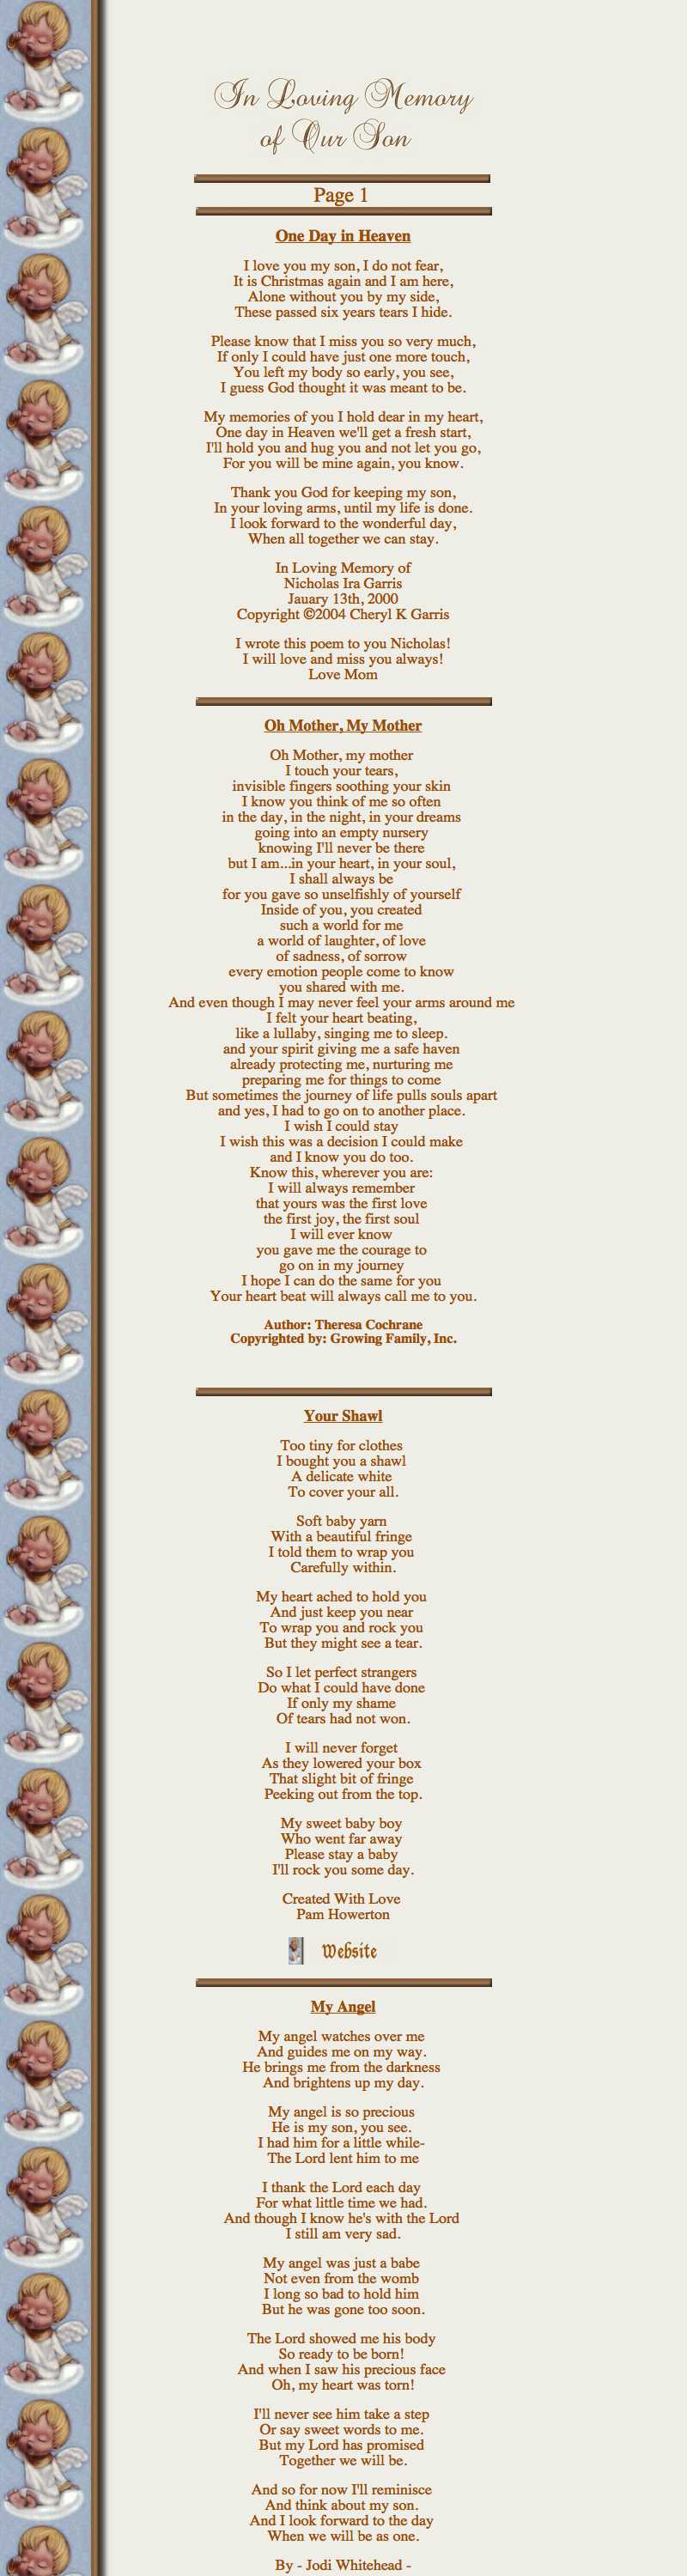 In Loving Memory
of Our Son
Page 1
One Day in Heaven
I love you my son, I do not fear,
It is Christmas again and I am here,
Alone without you by my side,
These passed six years tears I hide.
Please know that I miss you so very much,
If only I could have just one more touch,
You left my body so early, you see,
I guess God thought it was meant to be.
My memories of you I hold dear in my heart,
One day in Heaven we'll get a fresh start,
I'll hold you and hug you and not let you go,
For you will be mine again, you know.
Thank you God for keeping my son,
In your loving arms, until my life is done.
I look forward to the wonderful day,
When all together we can stay.
In Loving Memory of
Nicholas Ira Garris
Jauary 13th, 2000
Copyright ©2004 Cheryl K Garris
I wrote this poem to you Nicholas!
I will love and miss you always!
Love Mom
Oh Mother, My Mother
Oh Mother, my mother
I touch your tears,
invisible fingers soothing your skin
I know you think of me so often
in the day, in the night, in your dreams
going into an empty nursery
knowing I'll never be there
but I am...in your heart, in your soul,
I shall always be
for you gave so unselfishly of yourself
Inside of you, you created
such a world for me
a world of laughter, of love
of sadness, of sorrow
every emotion people come to know
you shared with me.
And even though I may never feel your arms around me
I felt your heart beating,
like a lullaby, singing me to sleep.
and your spirit giving me a safe haven
already protecting me, nurturing me
preparing me for things to come
But sometimes the journey of life pulls souls apart
and yes, I had to go on to another place.
I wish I could stay
I wish this was a decision I could make
and I know you do too.
Know this, wherever you are:
I will always remember
that yours was the first love
the first joy, the first soul
I will ever know
you gave me the courage to
go on in my journey
I hope I can do the same for you
Your heart beat will always call me to you.
Author: Theresa Cochrane
Copyrighted by: Growing Family, Inc.
Your Shawl
Too tiny for clothes
I bought you a shawl
A delicate white
To cover your all.
Soft baby yarn
With a beautiful fringe
I told them to wrap you
Carefully within.
My heart ached to hold you
And just keep you near
To wrap you and rock you
But they might see a tear.
So I let perfect strangers
Do what I could have done
If only my shame
Of tears had not won.
I will never forget
As they lowered your box
That slight bit of fringe
Peeking out from the top.
My sweet baby boy
Who went far away
Please stay a baby
I'll rock you some day.
Created With Love
Pam Howerton
Website
My Angel
My angel watches over me
And guides me on my way.
He brings me from the darkness
And brightens up my day.
My angel is so precious
He is my son, you see.
I had him for a little while-
The Lord lent him to me
I thank the Lord each day
For what little time we had.
And though I know he's with the Lord
I still am very sad.
My angel was just a babe
Not even from the womb
I long so bad to hold him
But he was gone too soon.
The Lord showed me his body
So ready to be born!
And when I saw his precious face
Oh, my heart was torn!
I'll never see him take a step
Or say sweet words to me.
But my Lord has promised
Together we will be.
And so for now I'll reminisce
And think about my son.
And I look forward to the day
When we will be as one.
By - Jodi Whitehead -